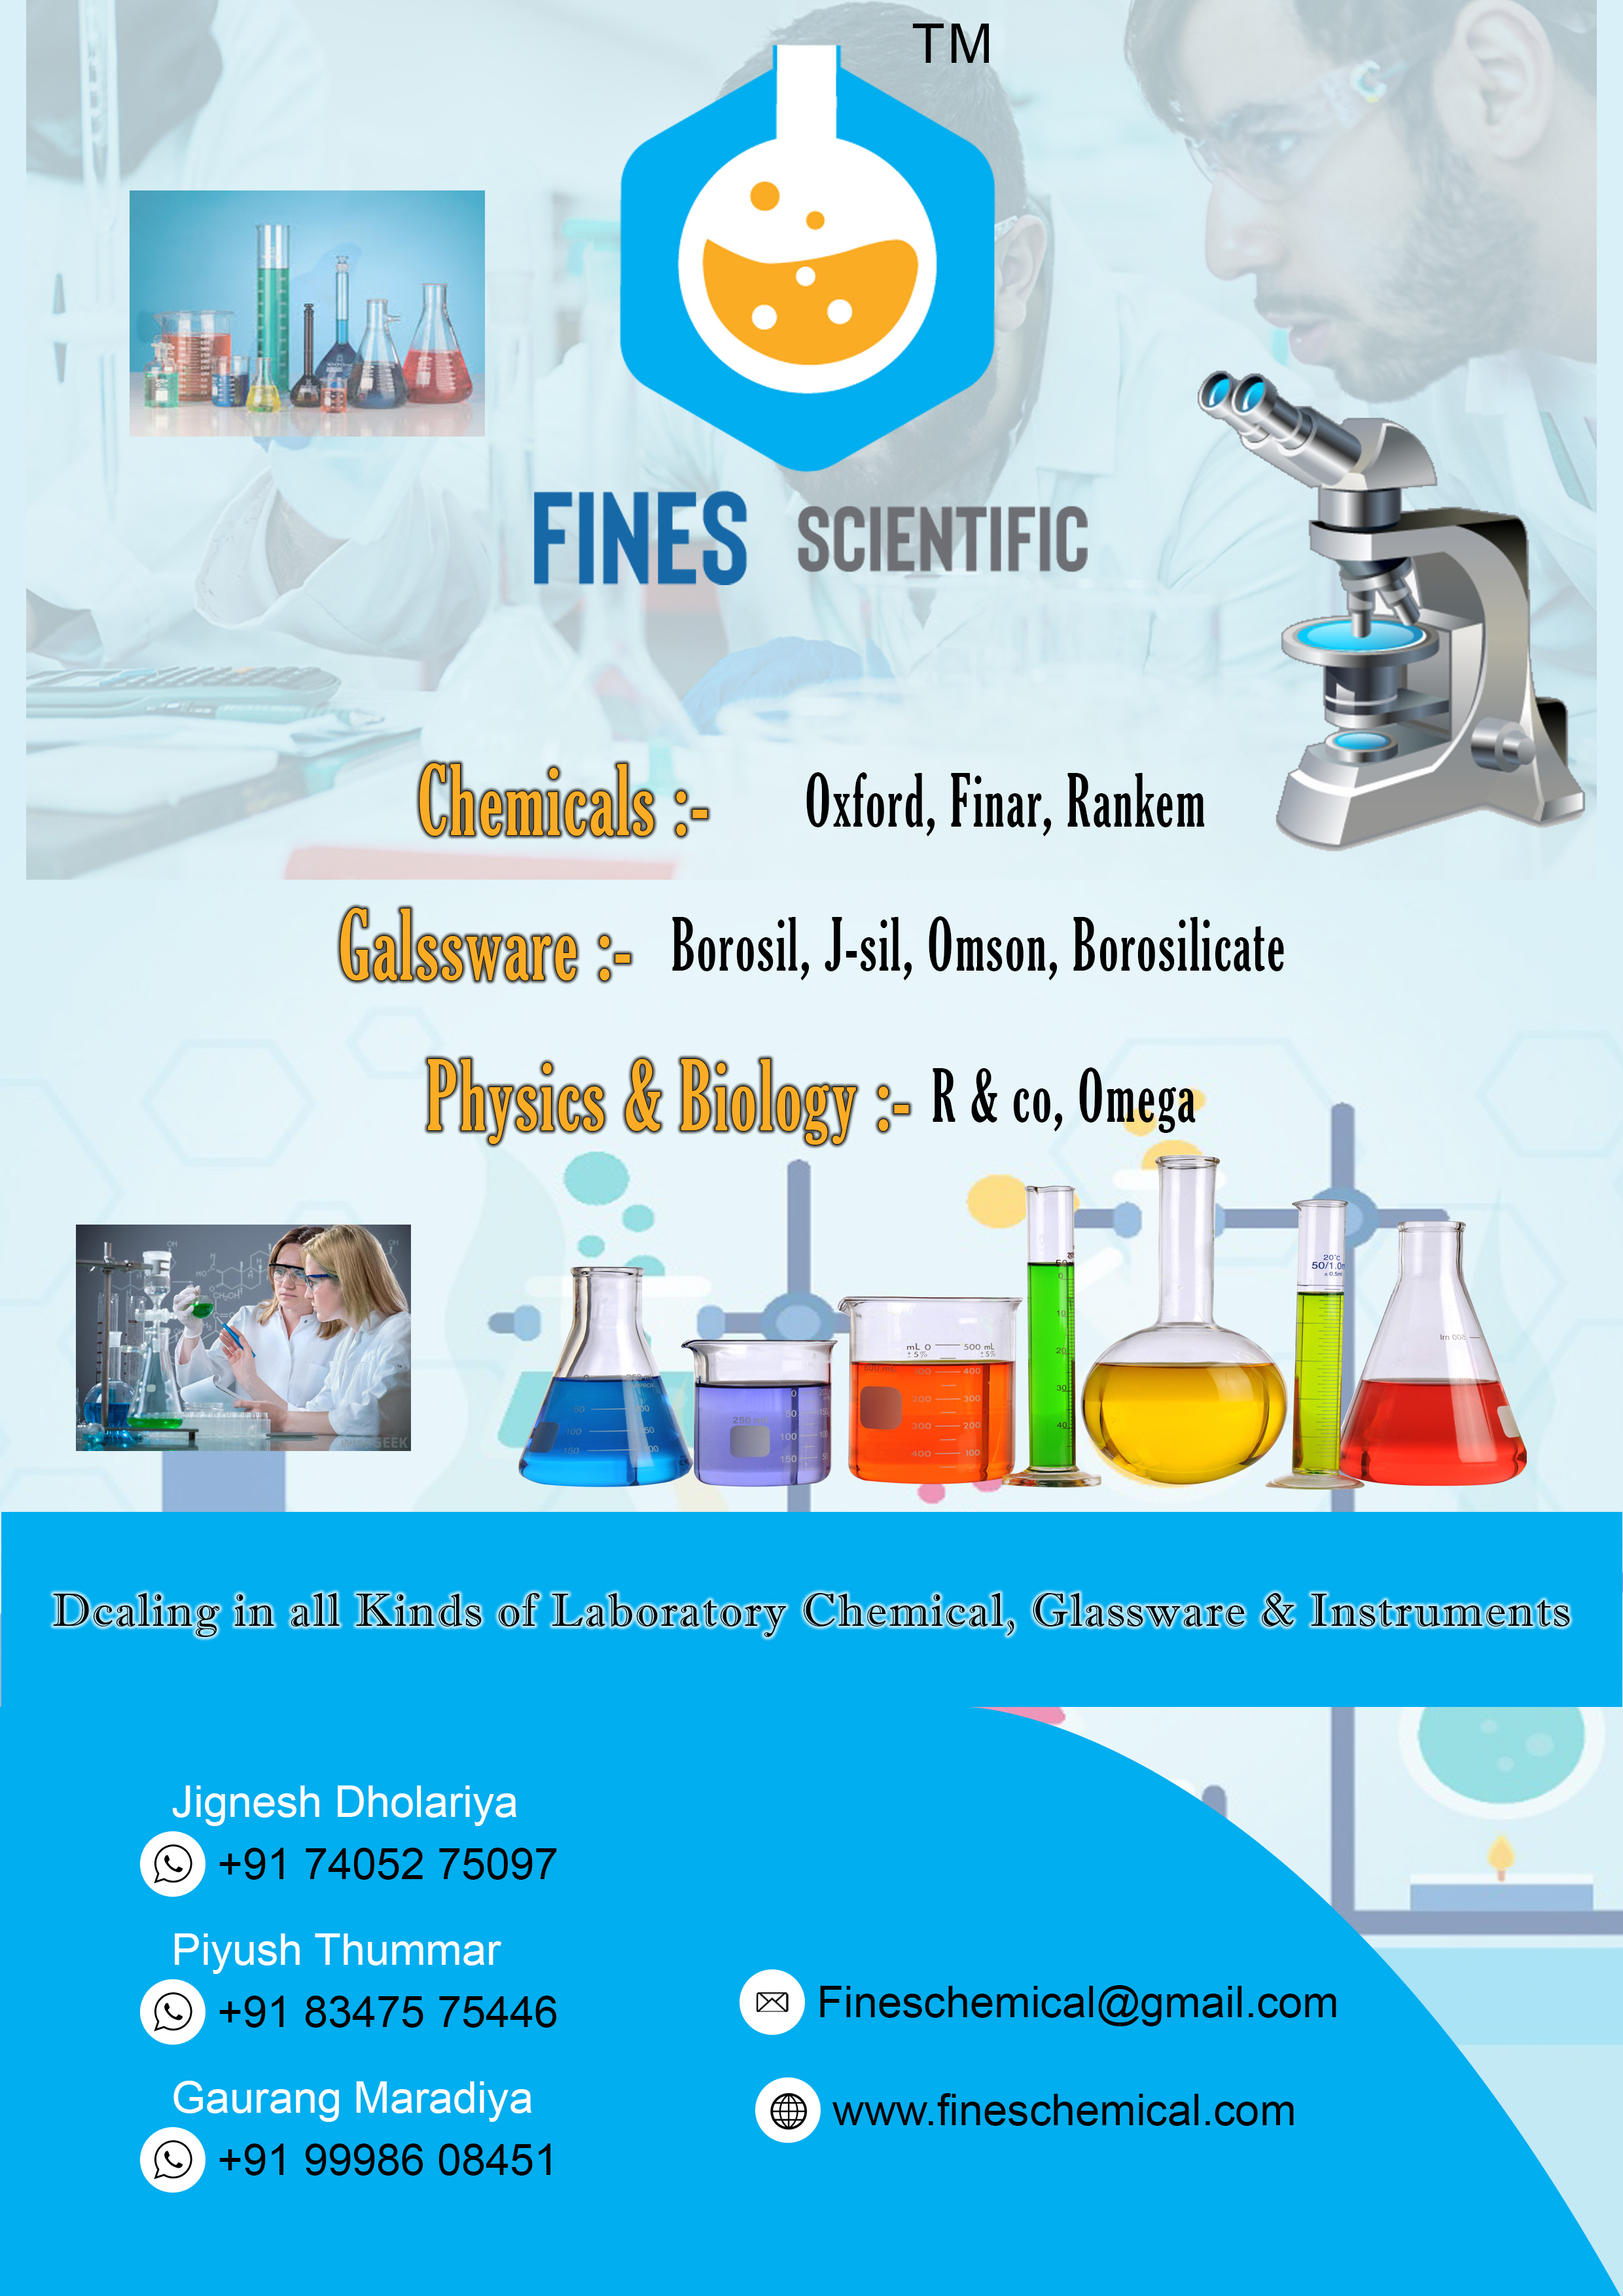 TM
FINES SCIENTIFIC
Chemicals :- Oxford, Finar, Rankem
Galssware :- Borosil, J-sil, Omson, Borosilicate
Physics & Biology :- R & co, Omega
Dealing in all Kinds of Laboratory Chemical, Glassware & Instruments
Jignesh Dholariya
+91 74052 75097
Piyush Thummar
+91 83475 75446
Gaurang Maradiya
+91 99986 08451
Fineschemical@gmail.com
www.fineschemical.com